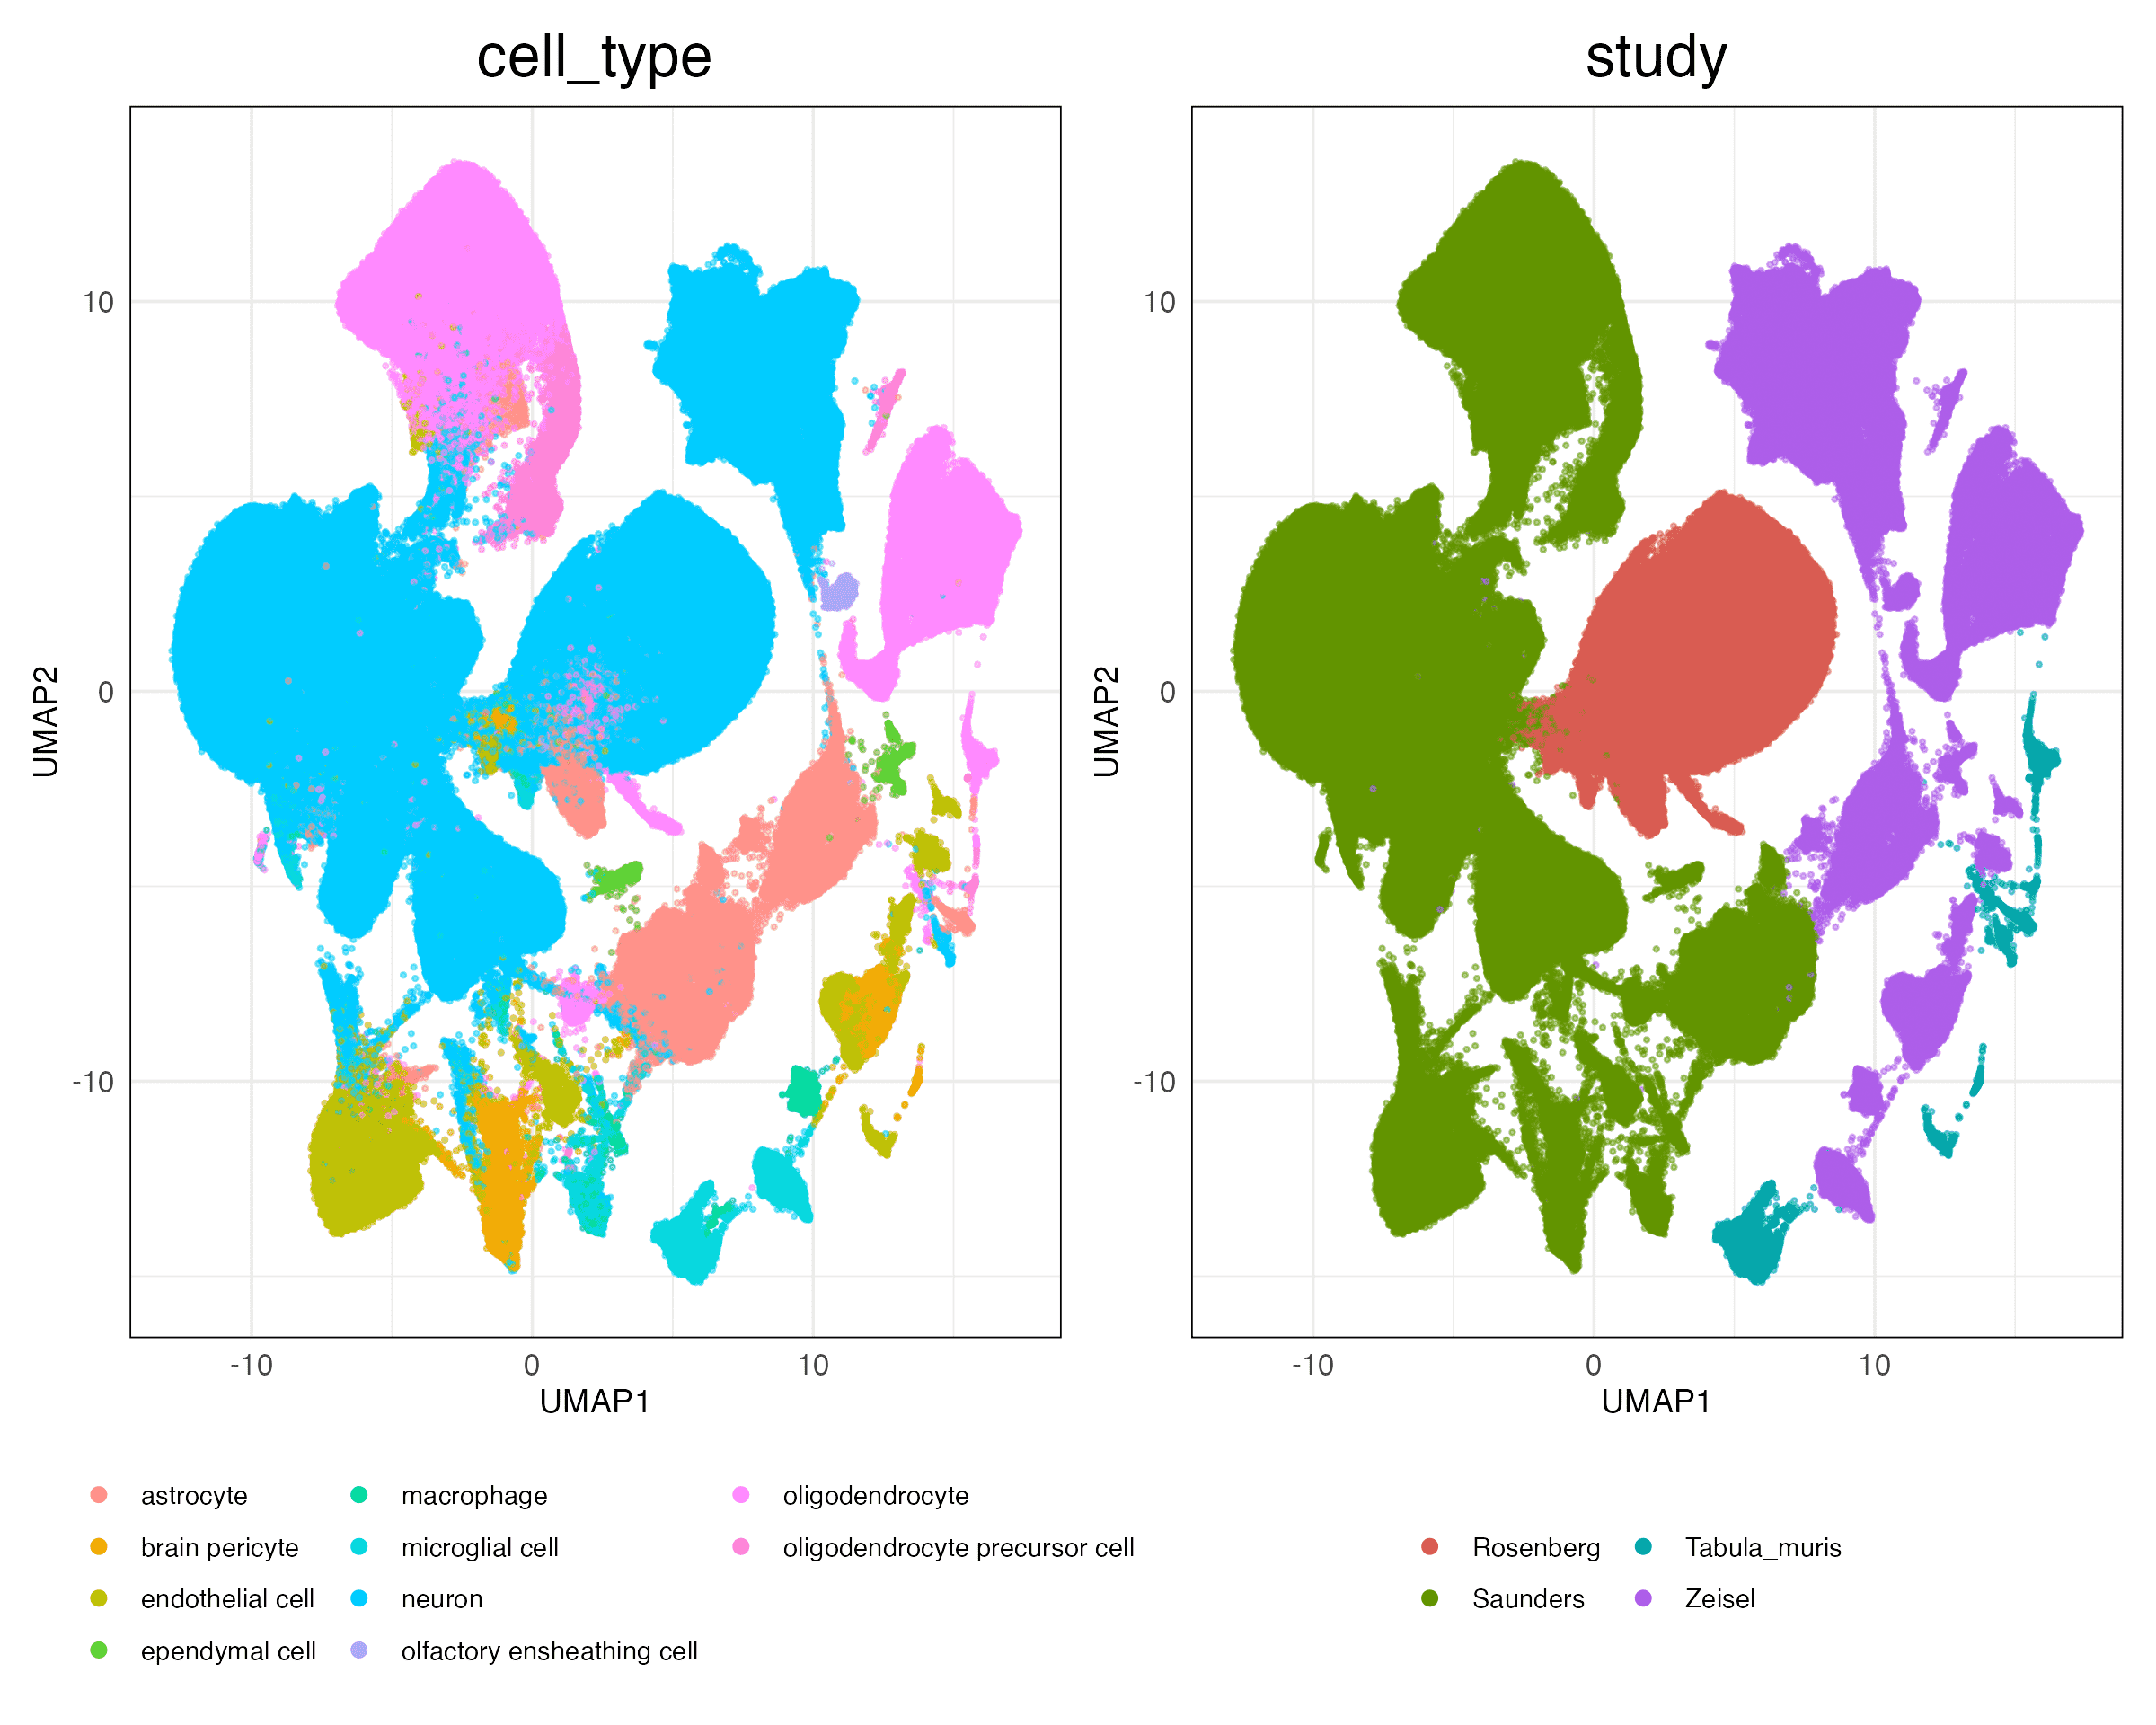 cell_type
study
10
0
-10
UMAP2
-10
0
10
UMAP1
10
0
-10
UMAP2
-10
0
10
UMAP1
astrocyte
brain pericyte
endothelial cell
ependymal cell
macrophage
microglial cell
neuron
olfactory ensheathing cell
oligodendrocyte
oligodendrocyte precursor cell
Rosenberg
Saunders
Tabula_muris
Zeisel